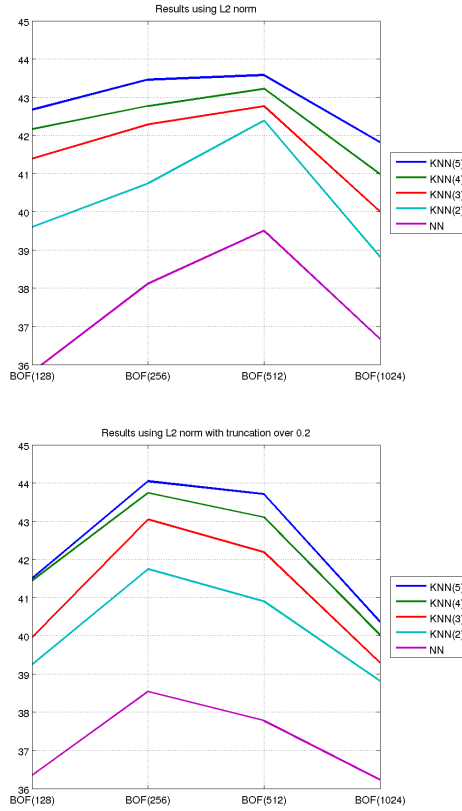 Results using L2 norm
45
44
43
42
41
40
39
38
37
36
BOF(128) BOF(256) BOF(512) BOF(1024)
KNN(5)
KNN(4)
KNN(3)
KNN(2)
NN
Results using L2 norm with truncation over 0.2
45
44
43
42
41
40
39
38
37
36
BOF(128) BOF(256) BOF(512) BOF(1024)
KNN(5)
KNN(4)
KNN(3)
KNN(2)
NN